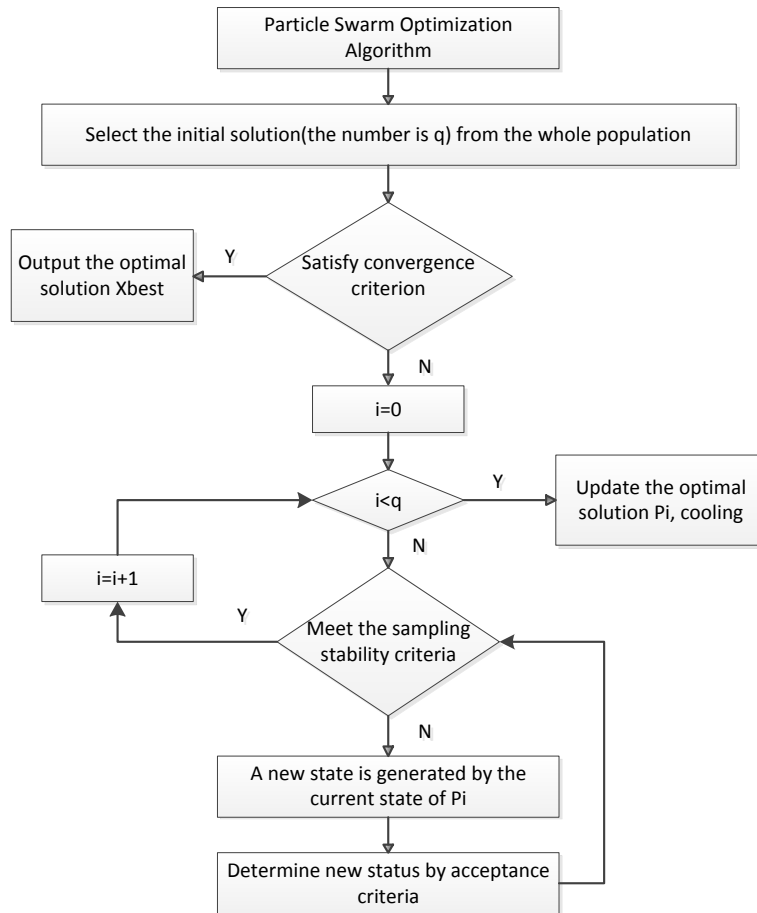 Particle Swarm Optimization
Algorithm
Select the initial solution(the number is q) from the whole population
Satisfy convergence
criterion
Y
Output the optimal
solution Xbest
N
i=0
i<q
Y
Update the optimal
solution Pi, cooling
N
i=i+1
Y
Meet the sampling
stability criteria
N
A new state is generated by the
current state of Pi
Determine new status by acceptance
criteria